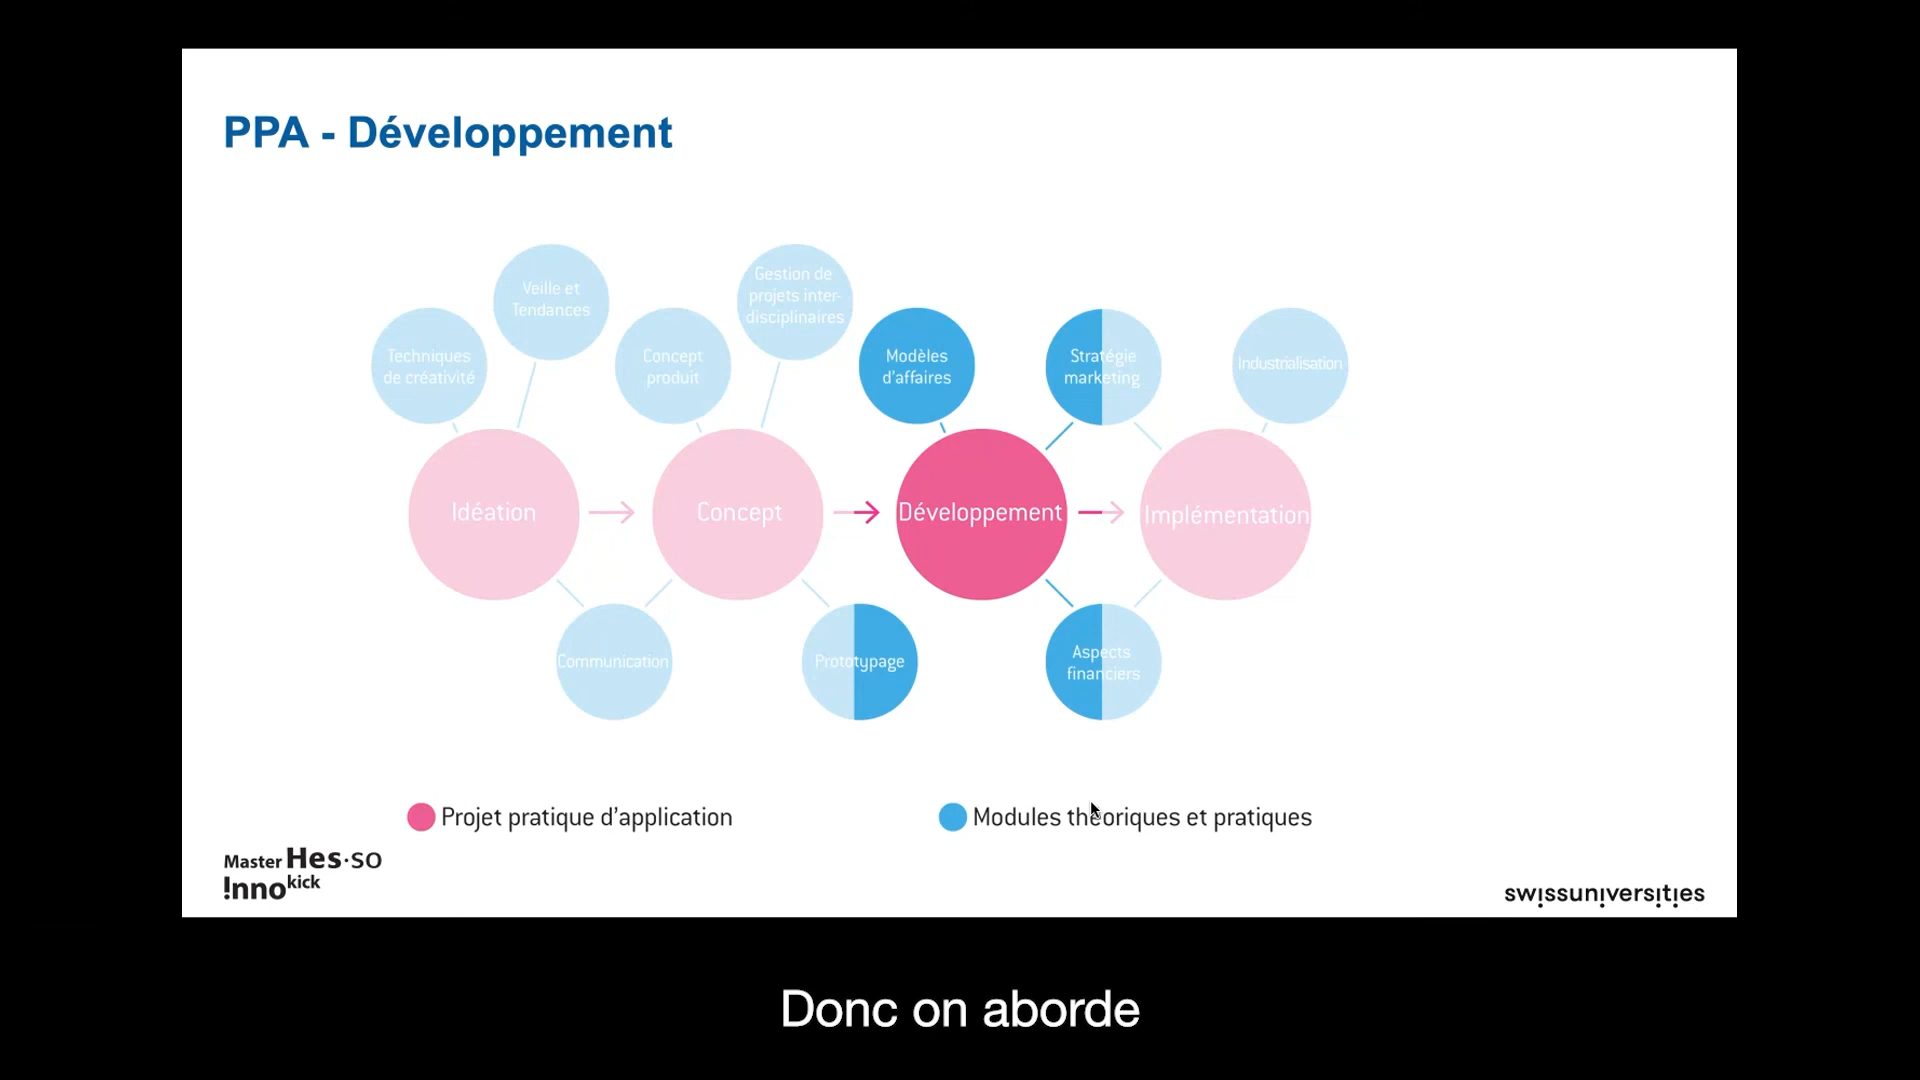 PPA - Développement
Veille et
Tendances
Gestion de
projets inter-
disciplinaires
Techniques
de créativité
Concept
produit
Modèles
d'affaires
Stratégie
marketing
Industrialisation
Idéation
Concept
Développement
Implémentation
Communication
Prototypage
Aspects
financiers
Projet pratique d'application
Modules théoriques et pratiques
Master Hes·so
!nnokick
swissuniversities
Donc on aborde